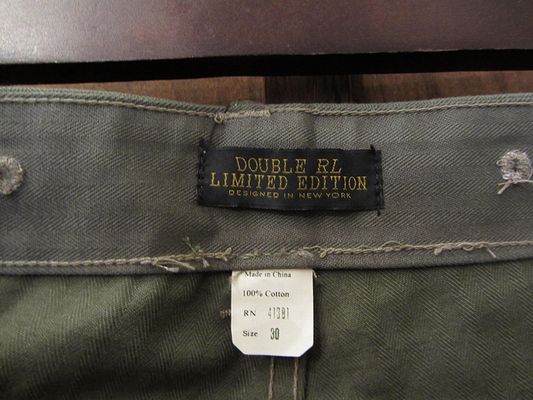 DOUBLE RL
LIMITED EDITION
DESIGNED IN NEW YORK
Made in China
100% Cotton
RN 41381
Size 30